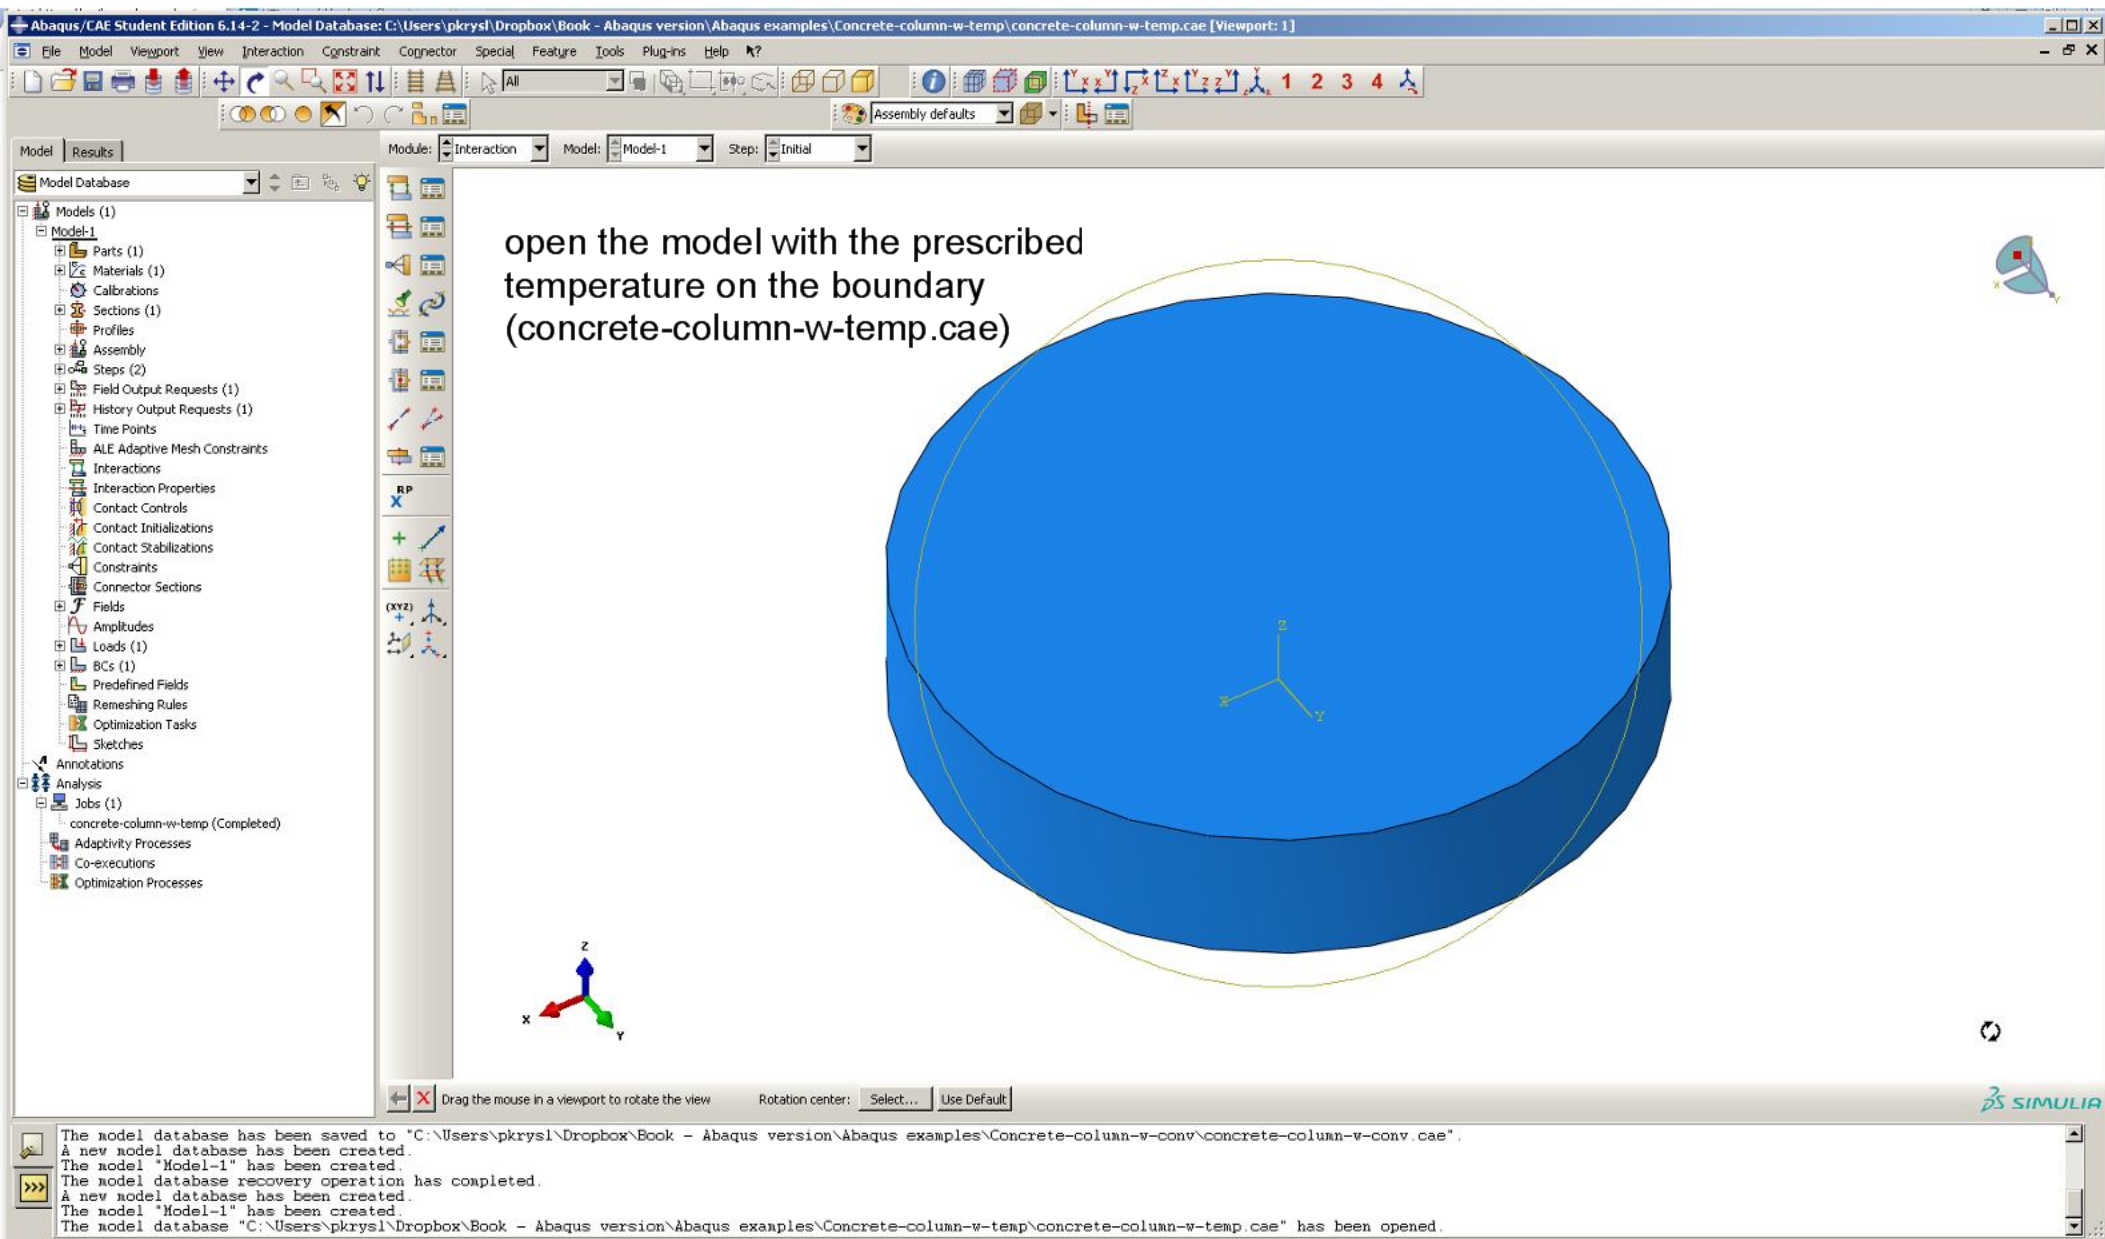 Abaqus/CAE Student Edition 6.14-2 - Model Database: C:\Users\pkrysl\Dropbox\Book - Abaqus version\Abaqus examples\Concrete-column-w-temp\concrete-column-w-temp.cae [Viewport: 1]
File Model Viewport View Interaction Constraint Connector Special Feature Tools Plug-ins Help
All
1 2 3 4
Assembly defaults
Model Results
Module: Interaction Model: Model-1 Step: Initial
Model Database
Models (1)
Model-1
Parts (1)
Materials (1)
Calibrations
Sections (1)
Profiles
Assembly
Steps (2)
Field Output Requests (1)
History Output Requests (1)
Time Points
ALE Adaptive Mesh Constraints
Interactions
Interaction Properties
Contact Controls
Contact Initializations
Contact Stabilizations
Constraints
Connector Sections
Fields
Amplitudes
Loads (1)
BCs (1)
Predefined Fields
Remeshing Rules
Optimization Tasks
Sketches
Annotations
Analysis
Jobs (1)
concrete-column-w-temp (Completed)
Adaptivity Processes
Co-executions
Optimization Processes
RP
(XYZ)
open the model with the prescribed
temperature on the boundary
(concrete-column-w-temp.cae)
Z
X
Y
Z
X
Y
X
Y
Drag the mouse in a viewport to rotate the view Rotation center: Select... Use Default
SIMULIA
The model database has been saved to "C:\Users\pkrysl\Dropbox\Book - Abaqus version\Abaqus examples\Concrete-column-w-conv\concrete-column-w-conv.cae".
A new model database has been created.
The model "Model-1" has been created.
The model database recovery operation has completed.
A new model database has been created.
The model "Model-1" has been created.
The model database "C:\Users\pkrysl\Dropbox\Book - Abaqus version\Abaqus examples\Concrete-column-w-temp\concrete-column-w-temp.cae" has been opened.